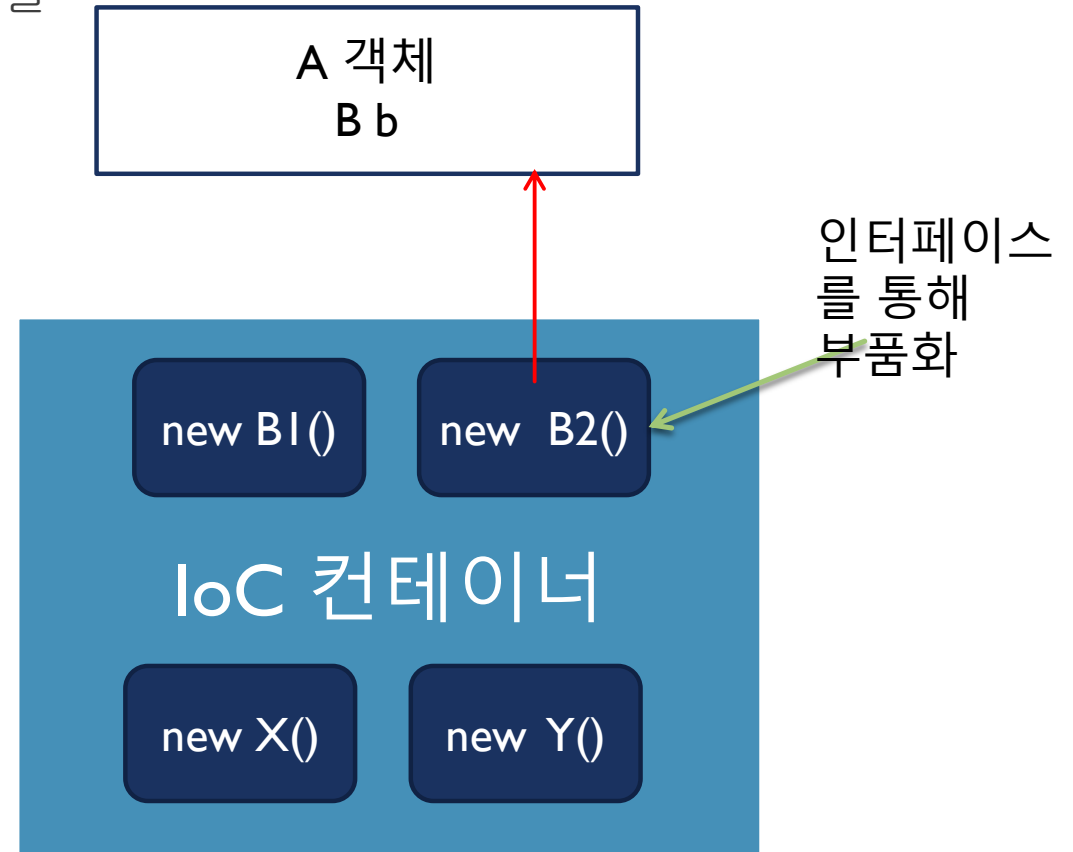 A 객체
B b
인터페이스
를 통해
부품화
new B1()
new B2()
IoC 컨테이너
new X()
new Y()